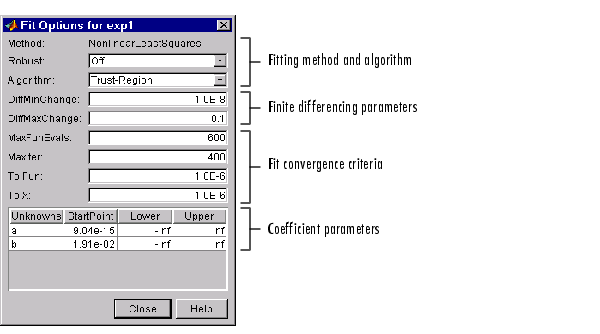 Fit Options for exp1
Method: NonlinearLeastSquares
Robust: Off
Algorithm: Trust-Region
Fitting method and algorithm
DiffMinChange: 1.0E-8
DiffMaxChange: 0.1
Finite differencing parameters
MaxFunEvals: 600
MaxIter: 400
TolFun: 1.0E-6
TolX: 1.0E-6
Fit convergence criteria
Unknowns StartPoint Lower Upper
a 9.04e-15 -Inf Inf
b 1.91e-02 -Inf Inf
Coefficient parameters
Close Help